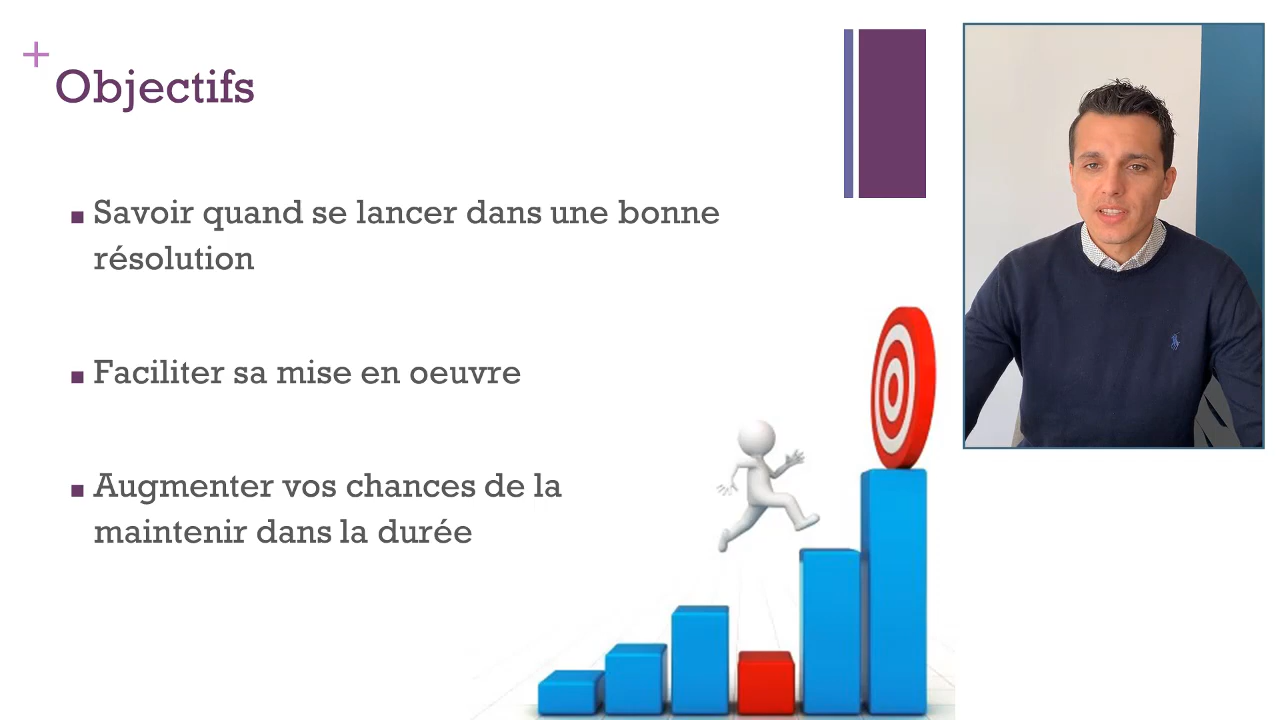 Objectifs
Savoir quand se lancer dans une bonne
résolution
Faciliter sa mise en oeuvre
Augmenter vos chances de la
maintenir dans la durée